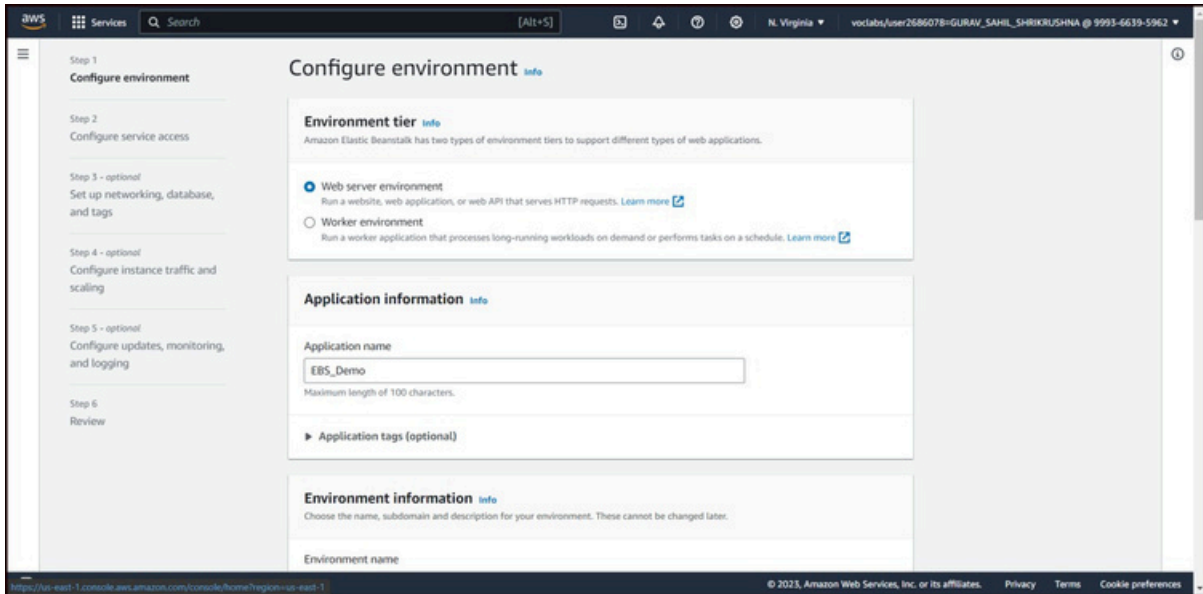 aws
Services
Search
[Alt+S]
N. Virginia
voclabs/user2686078=GURAV_SAHIL_SHRIKRUSHNA @ 9993-6639-5962
Step 1
Configure environment
Step 2
Configure service access
Step 3 - optional
Set up networking, database,
and tags
Step 4 - optional
Configure instance traffic and
scaling
Step 5 - optional
Configure updates, monitoring,
and logging
Step 6
Review
Configure environment Info
Environment tier Info
Amazon Elastic Beanstalk has two types of environment tiers to support different types of web applications.
Web server environment
Run a website, web application, or web API that serves HTTP requests. Learn more
Worker environment
Run a worker application that processes long-running workloads on demand or performs tasks on a schedule. Learn more
Application information Info
Application name
EBS_Demo
Maximum length of 100 characters.
Application tags (optional)
Environment information Info
Choose the name, subdomain and description for your environment. These cannot be changed later.
Environment name
https://us-east-1.console.aws.amazon.com/console/home?region=us-east-1
© 2023, Amazon Web Services, Inc. or its affiliates.
Privacy
Terms
Cookie preferences